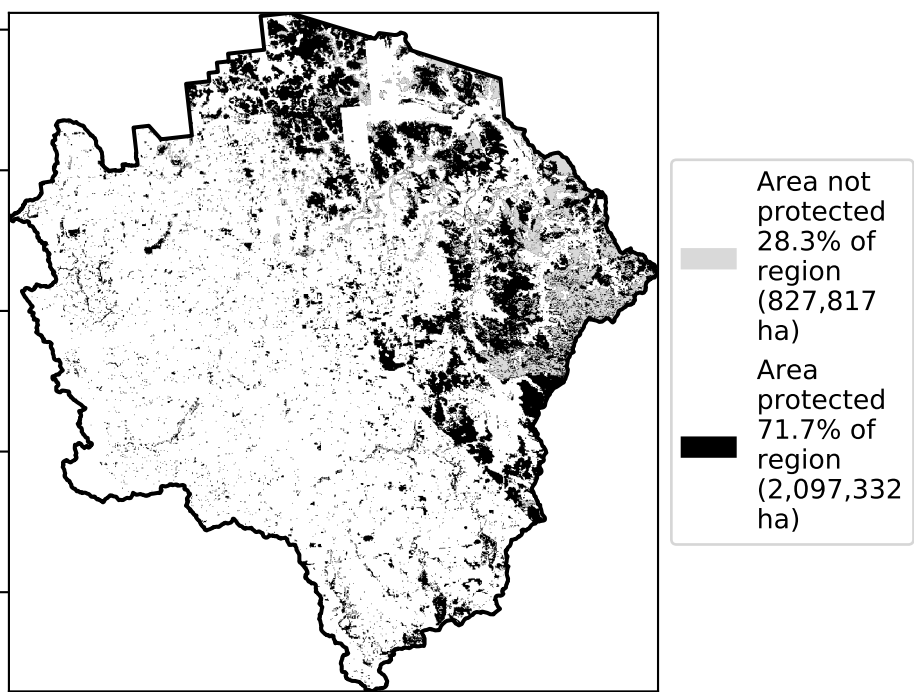 Area not
protected
28.3% of
region
(827,817
ha)
Area
protected
71.7% of
region
(2,097,332
ha)